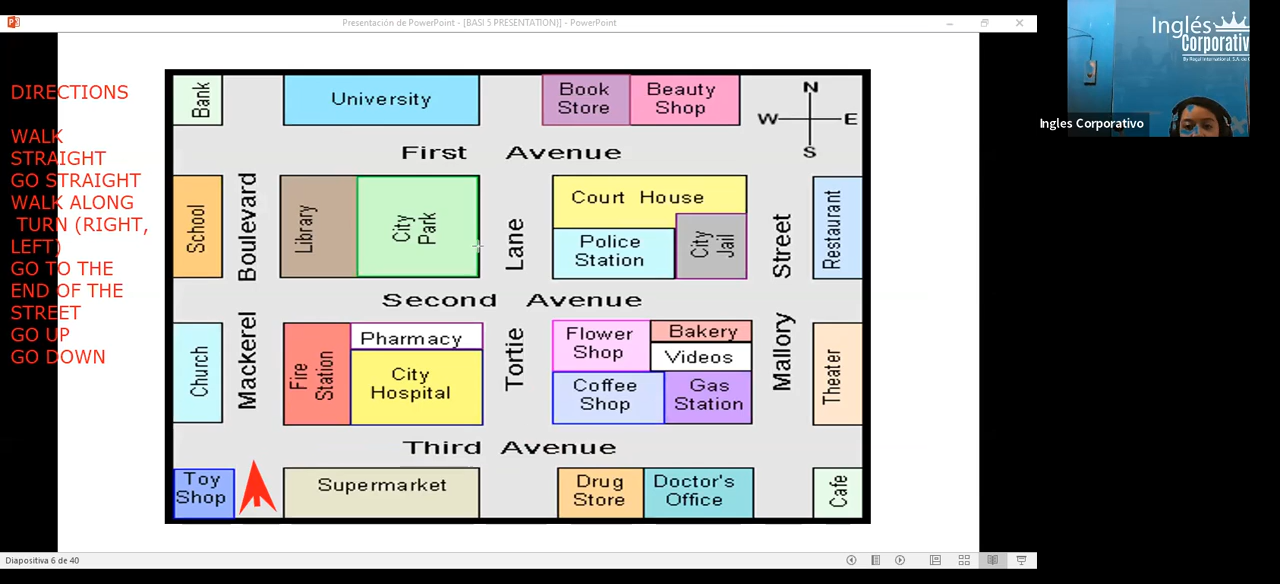 Presentación de PowerPoint - [BASI 5 PRESENTATION)] - PowerPoint
DIRECTIONS
WALK
STRAIGHT
GO STRAIGHT
WALK ALONG
TURN (RIGHT,
LEFT)
GO TO THE
END OF THE
STREET
GO UP
GO DOWN
Bank
University
Book
Store
Beauty
Shop
N
W
E
S
First Avenue
School
Boulevard
Library
City
Park
Lane
Court House
Police
Station
City
Jail
Street
Restaurant
Second Avenue
Church
Mackerel
Fire
Station
Pharmacy
City
Hospital
Tortie
Flower
Shop
Bakery
Videos
Coffee
Shop
Gas
Station
Mallory
Theater
Third Avenue
Toy
Shop
Supermarket
Drug
Store
Doctor's
Office
Cafe
Diapositiva 6 de 40
Inglés
Corporativ
Ingles Corporativo